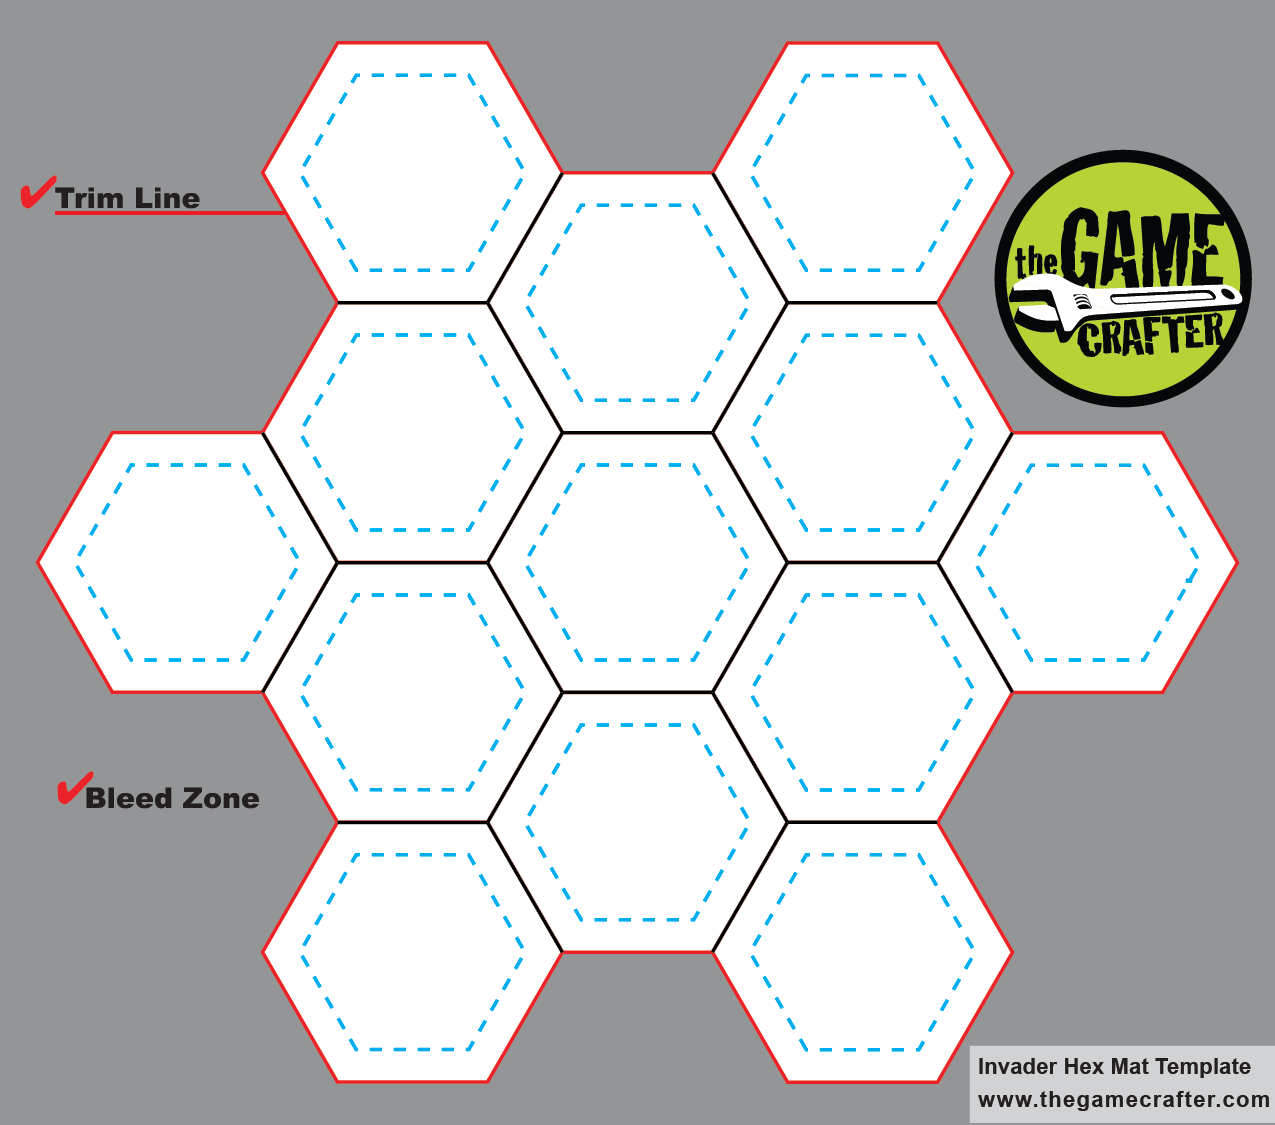 Trim Line
the GAME
CRAFTER
Bleed Zone
Invader Hex Mat Template
www.thegamecrafter.com